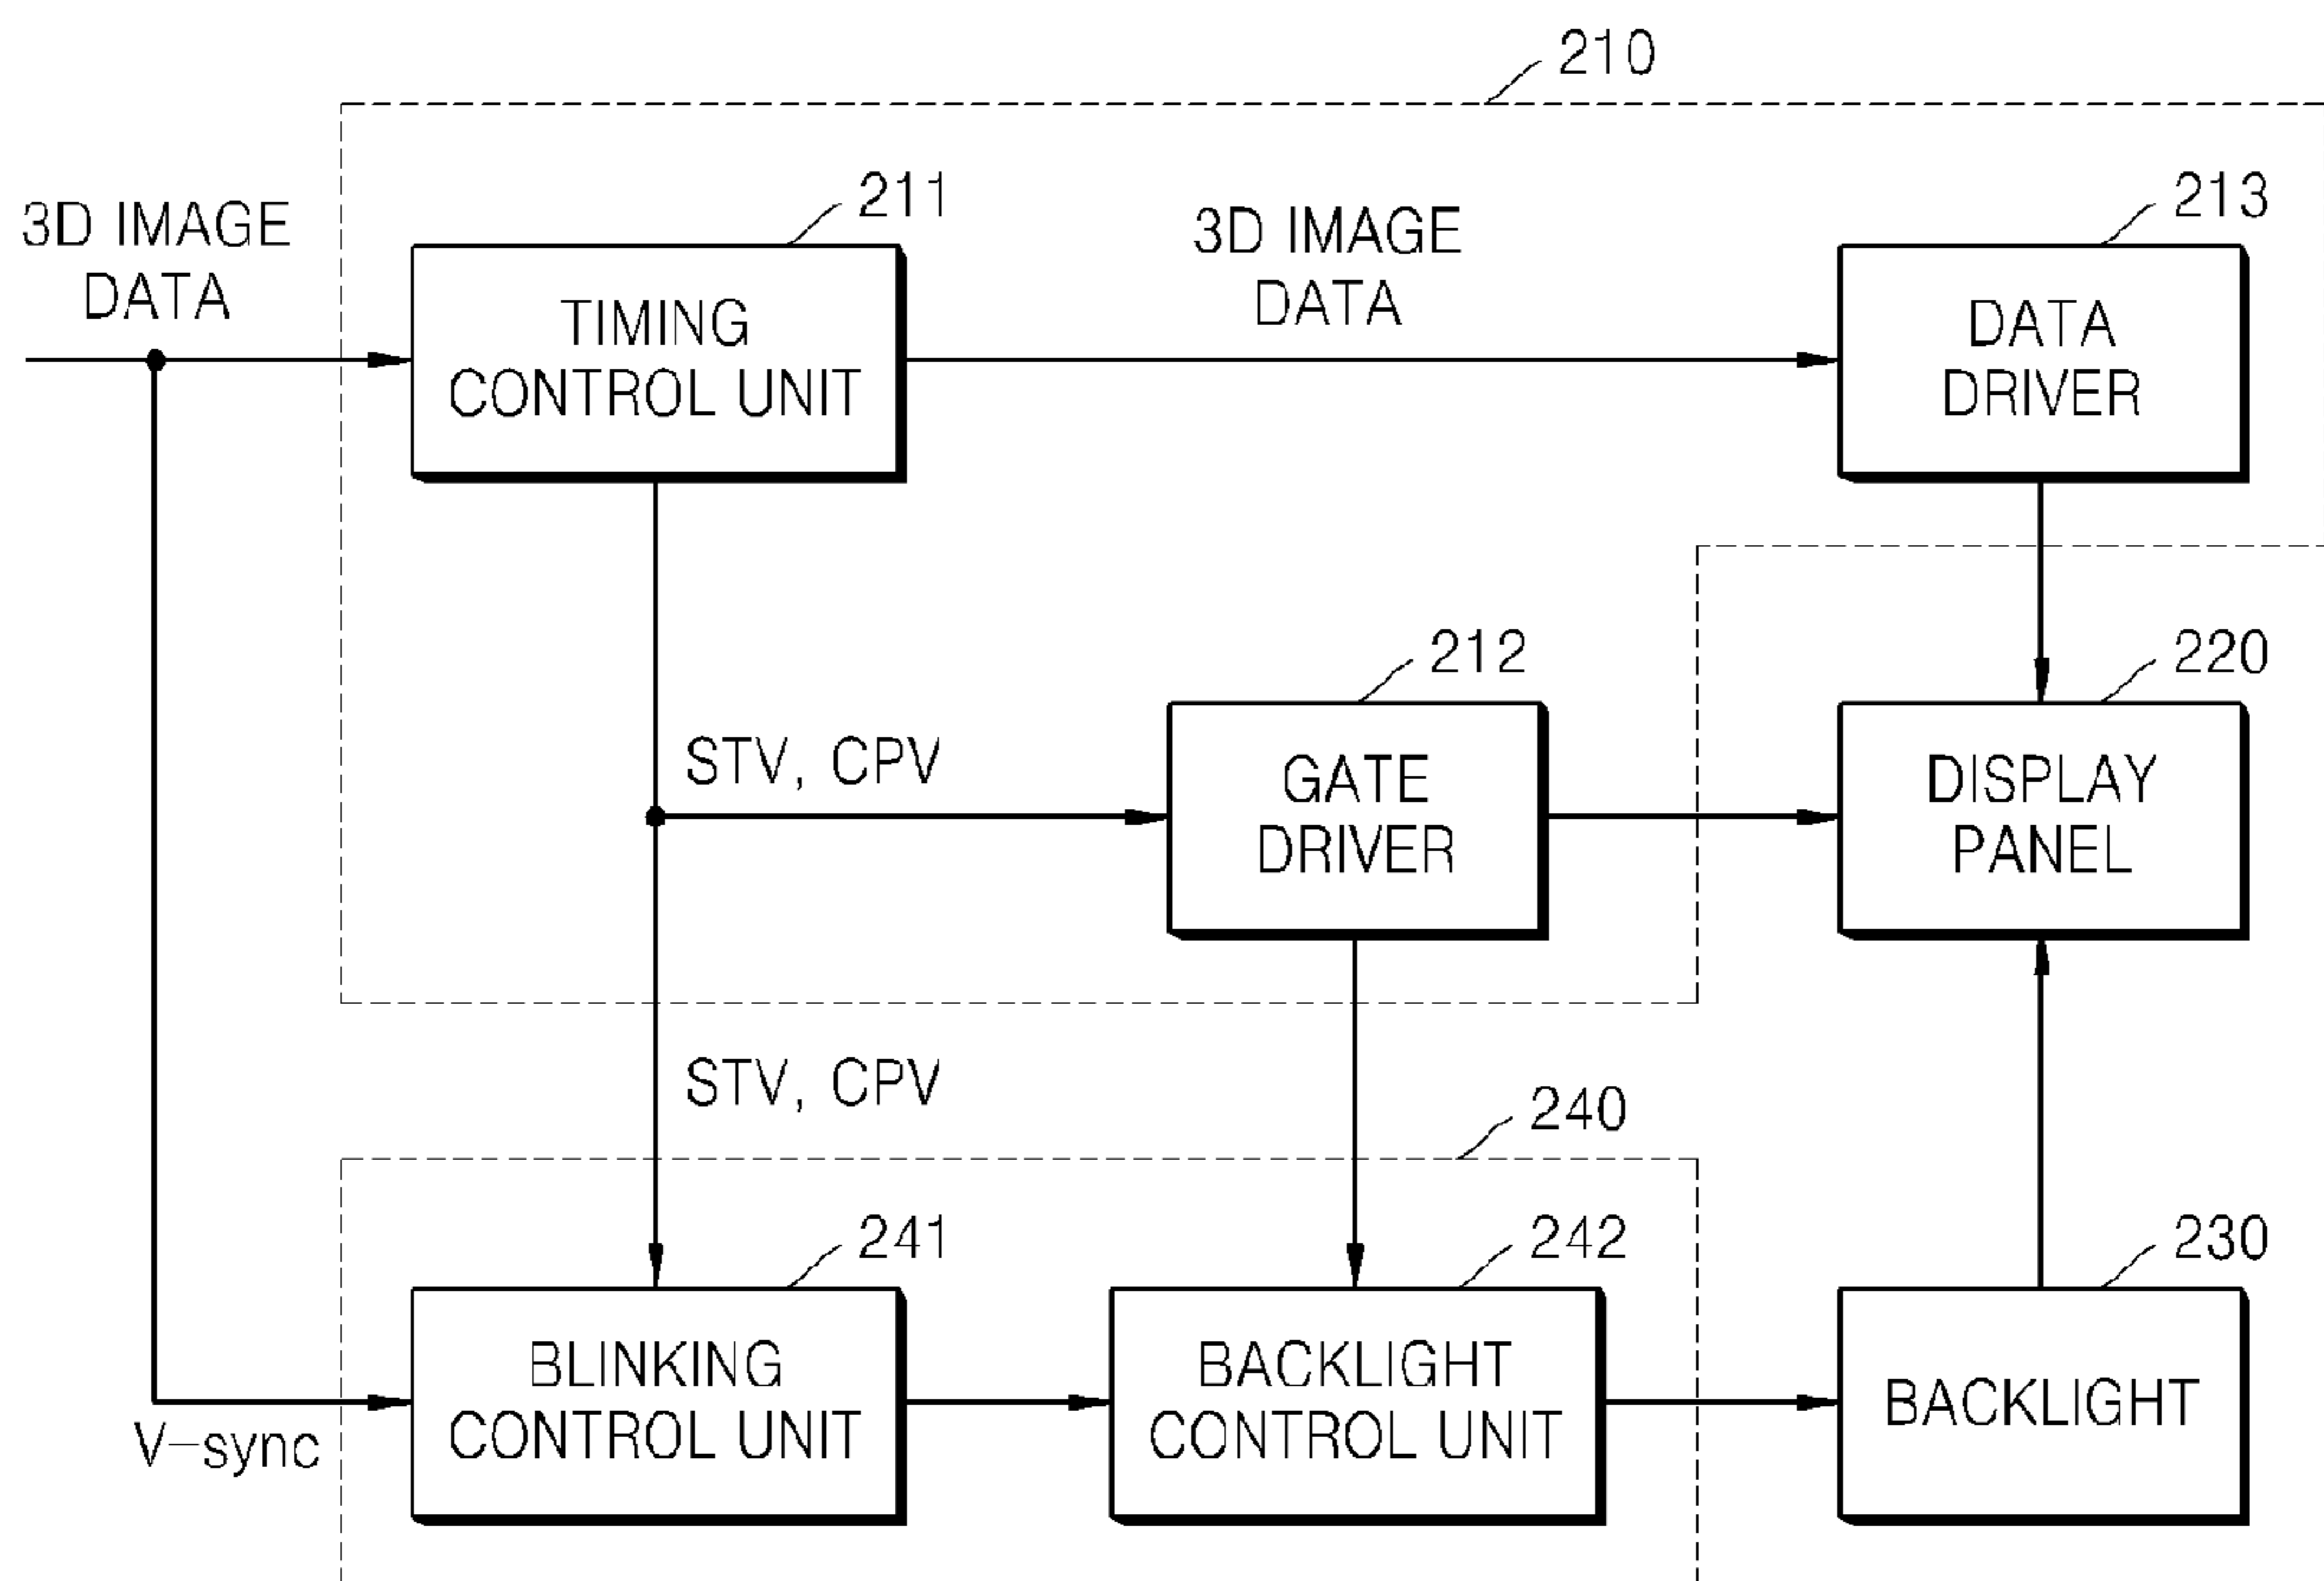 210
211
213
3D IMAGE
DATA
3D IMAGE
DATA
TIMING
CONTROL UNIT
DATA
DRIVER
212
220
STV, CPV
GATE
DRIVER
DISPLAY
PANEL
STV, CPV
240
241
242
230
BLINKING
CONTROL UNIT
BACKLIGHT
CONTROL UNIT
BACKLIGHT
V-sync